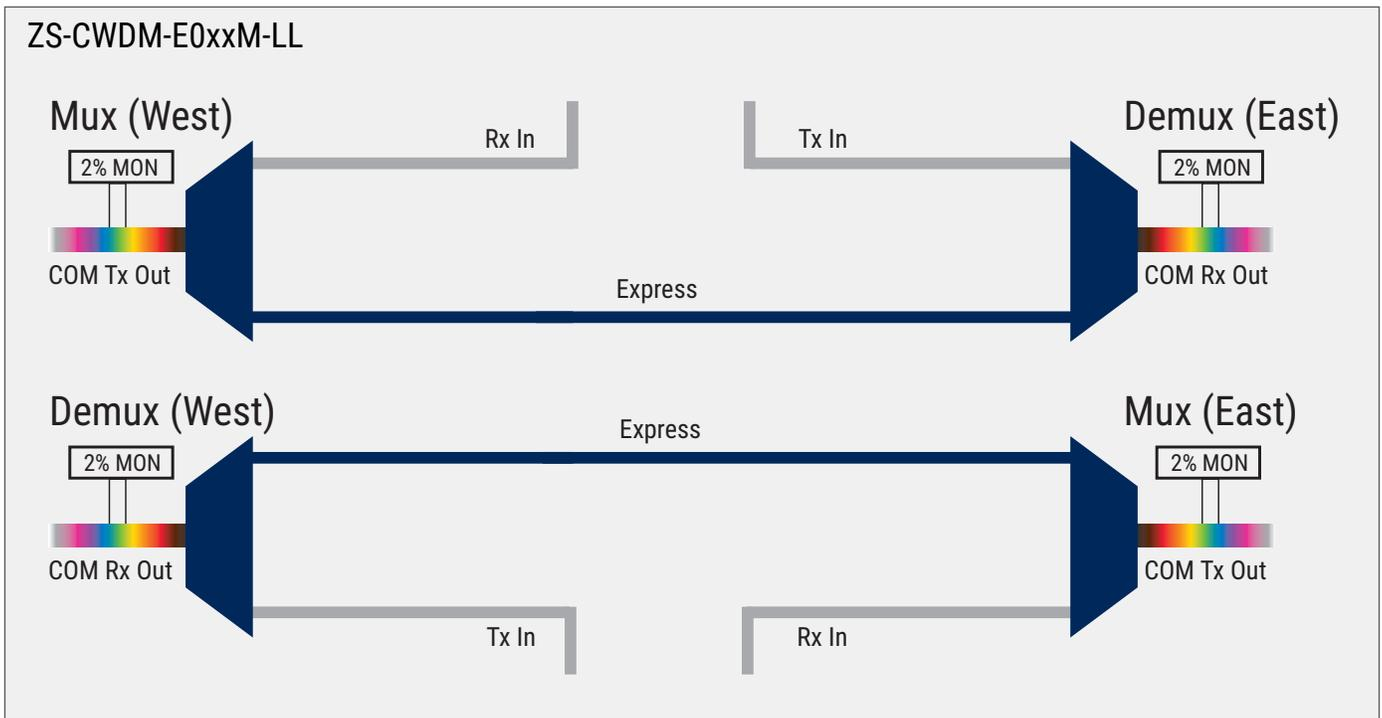 ZS-CWDM-E0xxM-LL
Mux (West)
Demux (East)
Rx In
Tx In
2% MON
2% MON
COM Tx Out
COM Rx Out
Express
Demux (West)
Mux (East)
Express
2% MON
2% MON
COM Rx Out
COM Tx Out
Tx In
Rx In